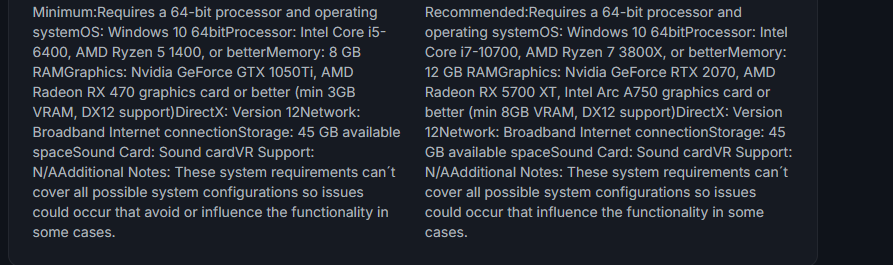 Minimum:Requires a 64-bit processor and operating
systemOS: Windows 10 64bitProcessor: Intel Core i5-
6400, AMD Ryzen 5 1400, or betterMemory: 8 GB
RAMGraphics: Nvidia GeForce GTX 1050Ti, AMD
Radeon RX 470 graphics card or better (min 3GB
VRAM, DX12 support)DirectX: Version 12Network:
Broadband Internet connectionStorage: 45 GB available
spaceSound Card: Sound cardVR Support:
N/AAdditional Notes: These system requirements can´t
cover all possible system configurations so issues
could occur that avoid or influence the functionality in
some cases.
Recommended:Requires a 64-bit processor and
operating systemOS: Windows 10 64bitProcessor: Intel
Core i7-10700, AMD Ryzen 7 3800X, or betterMemory:
12 GB RAMGraphics: Nvidia GeForce RTX 2070, AMD
Radeon RX 5700 XT, Intel Arc A750 graphics card or
better (min 8GB VRAM, DX12 support)DirectX: Version
12Network: Broadband Internet connectionStorage: 45
GB available spaceSound Card: Sound cardVR Support:
N/AAdditional Notes: These system requirements can´t
cover all possible system configurations so issues
could occur that avoid or influence the functionality in some
cases.